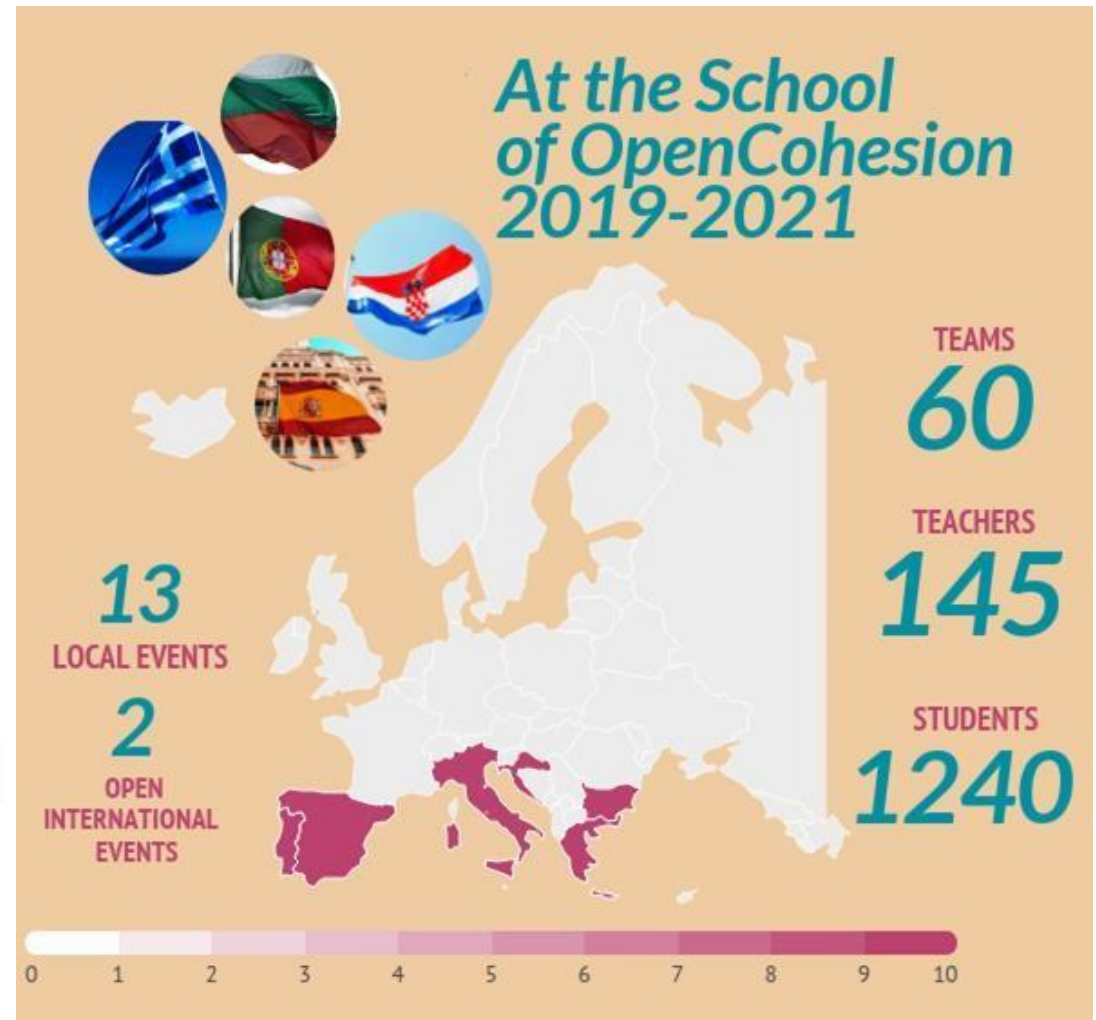 At the School
of OpenCohesion
2019-2021
TEAMS
60
TEACHERS
145
STUDENTS
1240
13
LOCAL EVENTS
2
OPEN
INTERNATIONAL
EVENTS
0 1 2 3 4 5 6 7 8 9 10